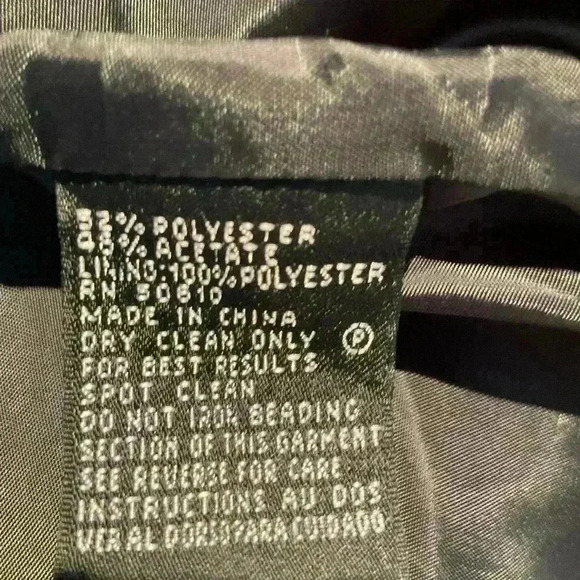 52% POLYESTER
48% ACETATE
LINING:100% POLYESTER
RN 50610
MADE IN CHINA
DRY CLEAN ONLY Ⓟ
FOR BEST RESULTS
SPOT CLEAN
DO NOT IRON BEADING
SECTION OF THIS GARMENT
SEE REVERSE FOR CARE
INSTRUCTIONS AU DOS
VER AL DORSO PARA CUIDADO